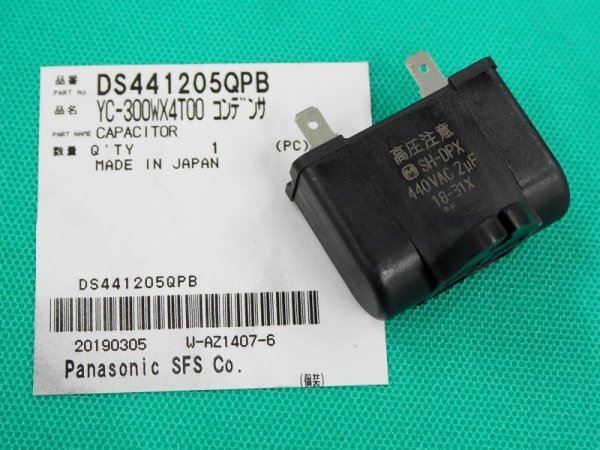 品番 PART No. DS441205QPB
品名 PART NAME YC-300WX4T00 コンデンサ
CAPACITOR
数量 Q'TY 1 (PC)
MADE IN JAPAN
DS441205QPB
20190305 W-AZ1407-6
Panasonic SFS Co.
高圧注意
SH-DPX
440VAC 2μF
18-31X